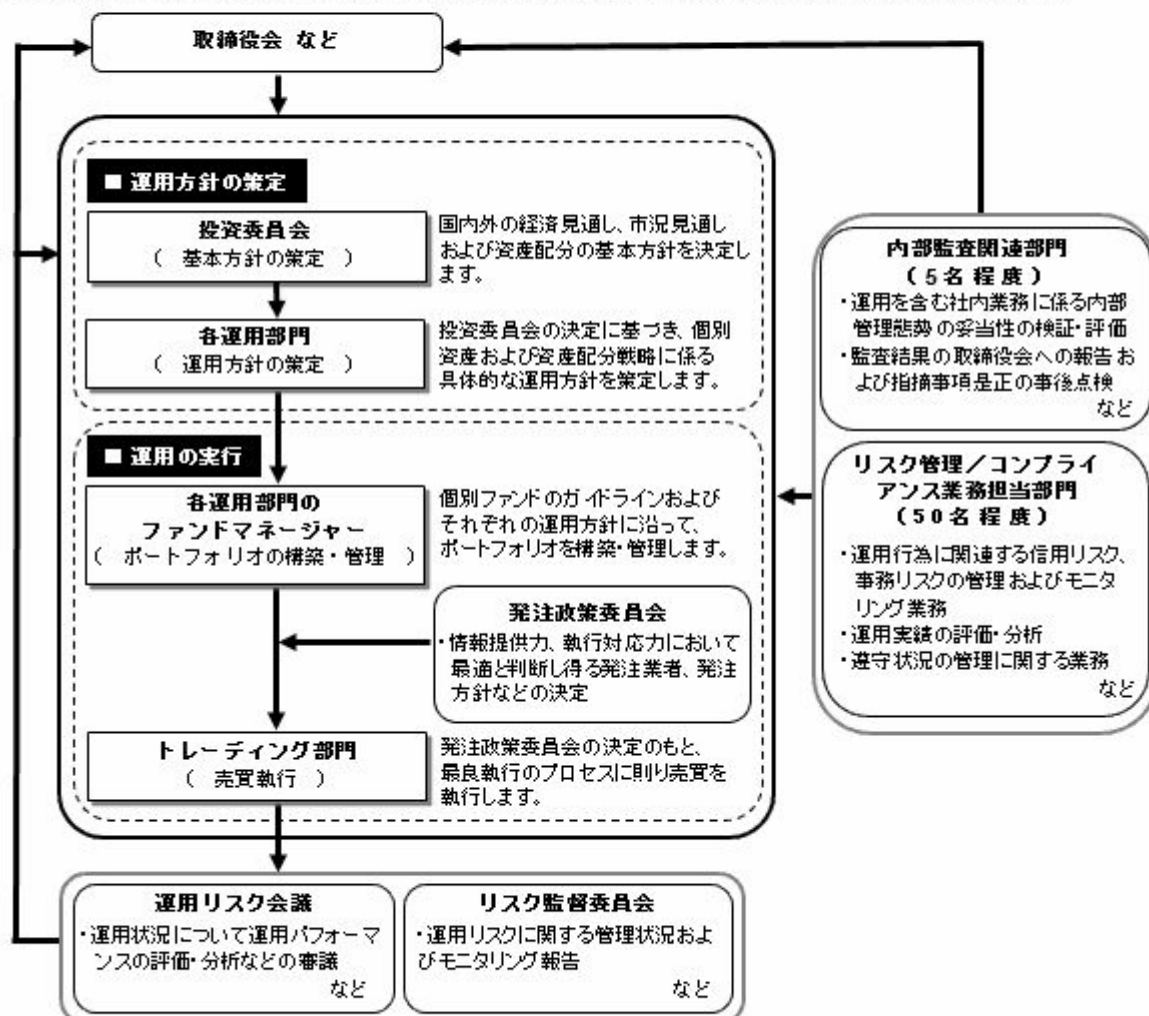 取締役会 など
■ 運用方針の策定
投資委員会
( 基本方針の策定 )
国内外の経済見通し、市況見通し
および資産配分の基本方針を決定し
ます。
各運用部門
( 運用方針の策定 )
投資委員会の決定に基づき、個別
資産および資産配分戦略に係る
具体的な運用方針を策定します。
■ 運用の実行
各運用部門の
ファンドマネージャー
( ポートフォリオの構築・管理 )
個別ファンドのガイドラインおよび
それぞれの運用方針に沿って、
ポートフォリオを構築・管理します。
発注政策委員会
・情報提供力、執行対応力において
最適と判断し得る発注業者、発注
方針などの決定
トレーディング部門
( 売買執行 )
発注政策委員会の決定のもと、
最良執行のプロセスに則り売買を
執行します。
運用リスク会議
・運用状況について運用パフォーマ
ンスの評価・分析などの審議
など
リスク監督委員会
・運用リスクに関する管理状況およ
びモニタリング報告
など
内部監査関連部門
(5名程度)
・運用を含む社内業務に係る内部
管理態勢の妥当性の検証・評価
・監査結果の取締役会への報告お
よび指摘事項是正の事後点検
など
リスク管理/コンプライ
アンス業務担当部門
(50名程度)
・運用行為に関連する信用リスク、
事務リスクの管理およびモニタ
リング業務
・運用実績の評価・分析
・遵守状況の管理に関する業務
など